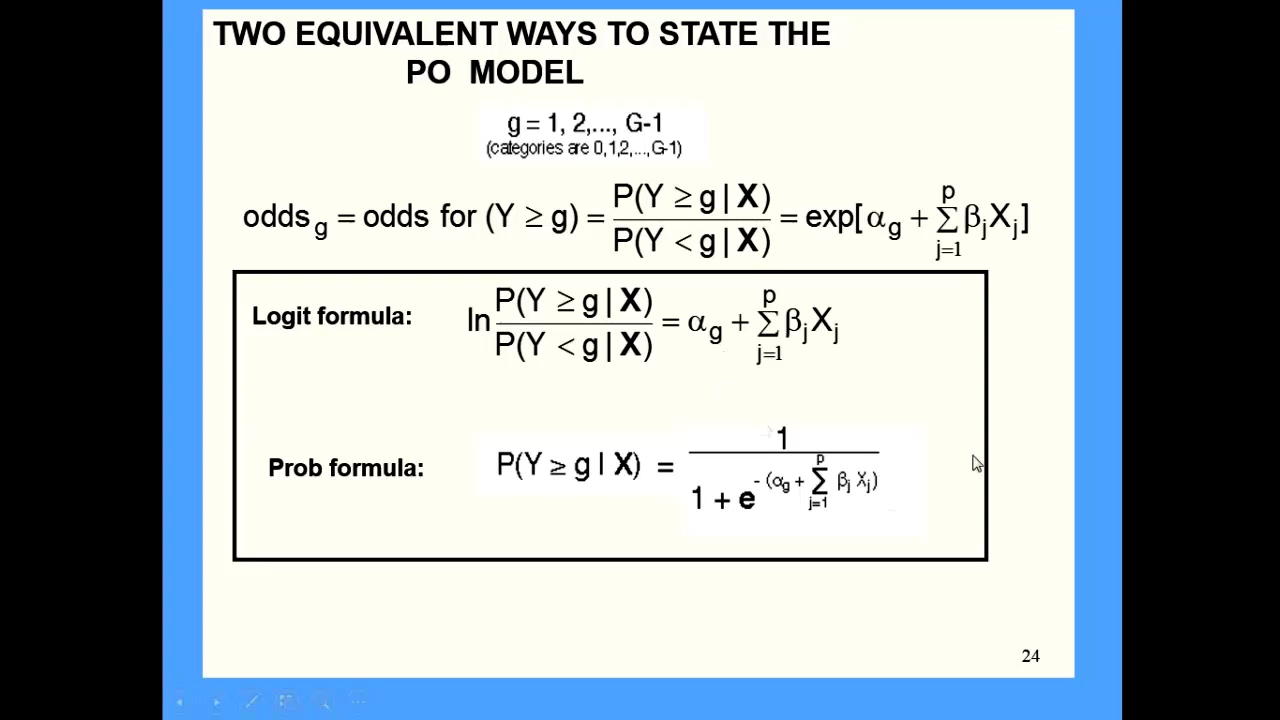 TWO EQUIVALENT WAYS TO STATE THE
PO MODEL
g = 1, 2,..., G-1
(categories are 0,1,2,...,G-1)
odds_g = odds for (Y ≥ g) = P(Y ≥ g | X) / P(Y < g | X) = exp[α_g + Σ_{j=1}^{p} β_j X_j]
Logit formula: ln P(Y ≥ g | X) / P(Y < g | X) = α_g + Σ_{j=1}^{p} β_j X_j
Prob formula: P(Y ≥ g | X) = 1 / (1 + e^{- (α_g + Σ_{j=1}^{p} β_j X_j)})
24